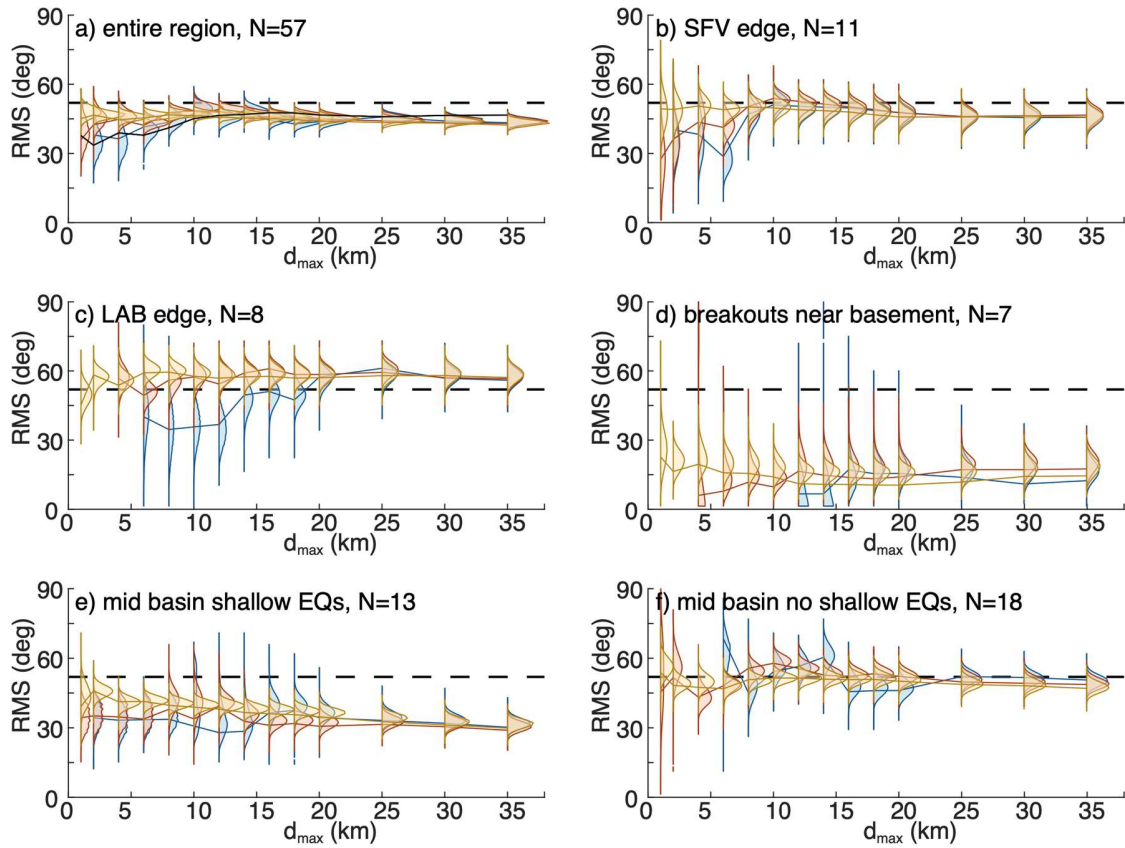 a) entire region, N=57
RMS (deg)
90
60
30
0
0 5 10 15 20 25 30 35
d_max (km)
b) SFV edge, N=11
RMS (deg)
90
60
30
0
0 5 10 15 20 25 30 35
d_max (km)
c) LAB edge, N=8
RMS (deg)
90
60
30
0
0 5 10 15 20 25 30 35
d_max (km)
d) breakouts near basement, N=7
RMS (deg)
90
60
30
0
0 5 10 15 20 25 30 35
d_max (km)
e) mid basin shallow EQs, N=13
RMS (deg)
90
60
30
0
0 5 10 15 20 25 30 35
d_max (km)
f) mid basin no shallow EQs, N=18
RMS (deg)
90
60
30
0
0 5 10 15 20 25 30 35
d_max (km)